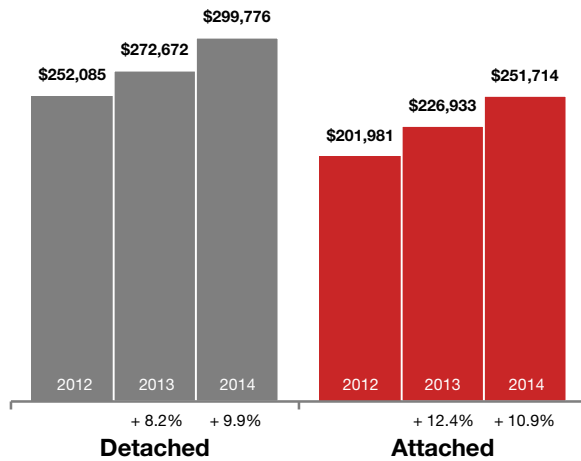 $252,085
$272,672
$299,776
$201,981
$226,933
$251,714
2012 2013 2014 2012 2013 2014
+ 8.2% + 9.9% + 12.4% + 10.9%
Detached Attached